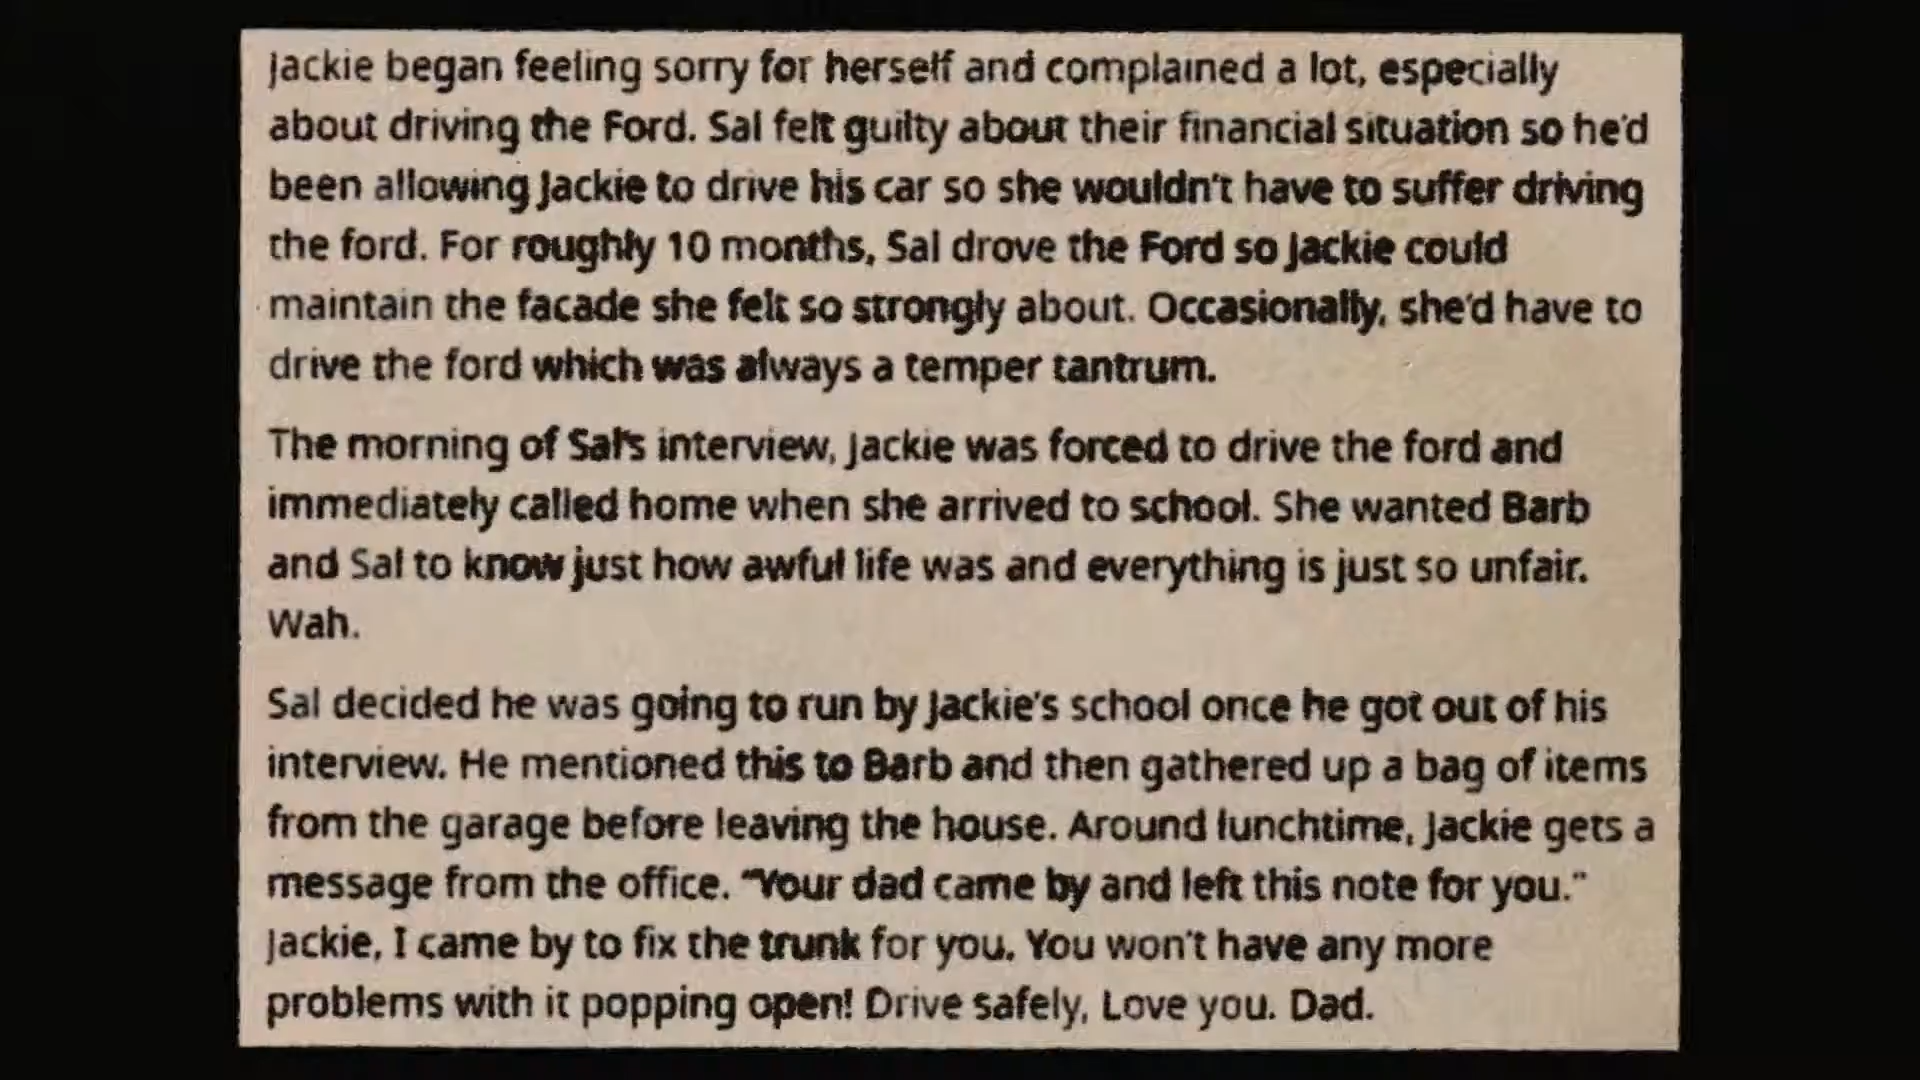 Jackie began feeling sorry for herself and complained a lot, especially
about driving the Ford. Sal felt guilty about their financial situation so he'd
been allowing Jackie to drive his car so she wouldn't have to suffer driving
the ford. For roughly 10 months, Sal drove the Ford so Jackie could
maintain the facade she felt so strongly about. Occasionally, she'd have to
drive the ford which was always a temper tantrum.
The morning of Sal's interview, Jackie was forced to drive the ford and
immediately called home when she arrived to school. She wanted Barb
and Sal to know just how awful life was and everything is just so unfair.
Wah.
Sal decided he was going to run by Jackie's school once he got out of his
interview. He mentioned this to Barb and then gathered up a bag of items
from the garage before leaving the house. Around lunchtime, Jackie gets a
message from the office. "Your dad came by and left this note for you."
Jackie, I came by to fix the trunk for you. You won't have any more
problems with it popping open! Drive safely, Love you. Dad.